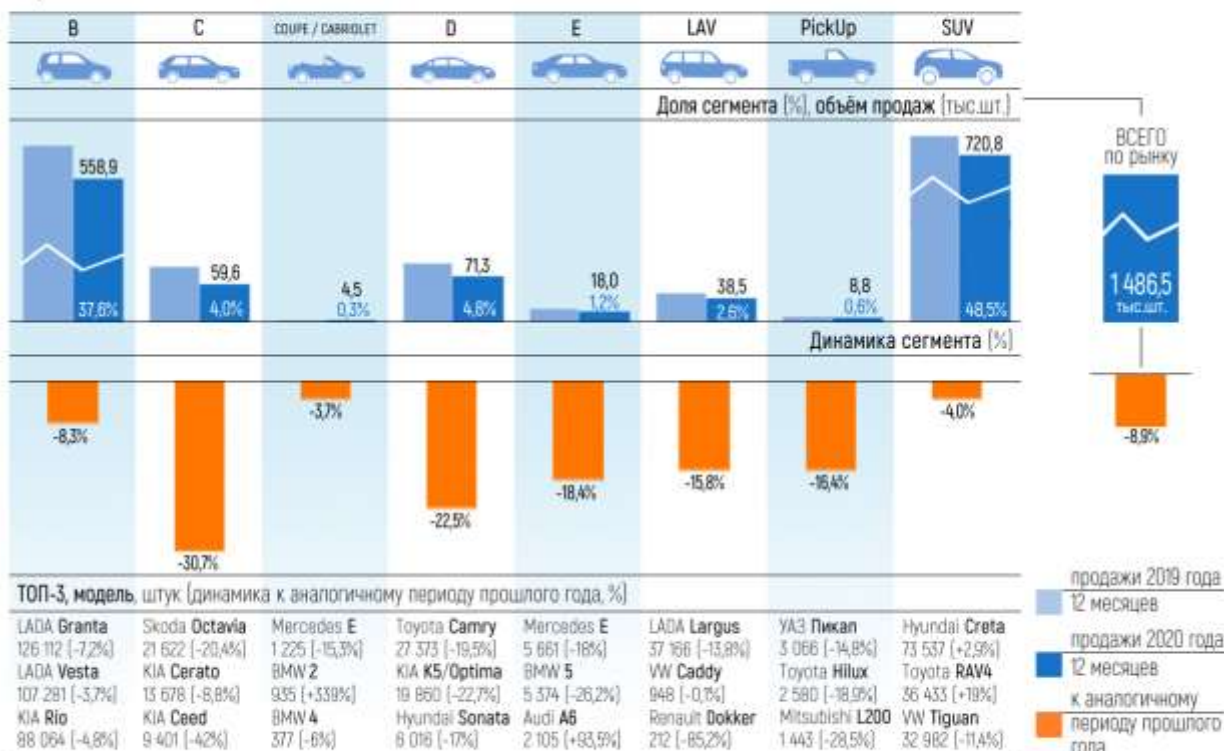 B C COUPE / CABRIOLET D E LAV PickUp SUV
Доля сегмента (%), объём продаж (тыс.шт.)
ВСЕГО
по рынку
558,9 59,6 4,5 71,3 18,0 38,5 8,8 720,8
37,6% 4,0% 0,3% 4,8% 1,2% 2,6% 0,6% 48,5%
1 486,5
тыс.шт.
Динамика сегмента (%)
-8,3% -30,7% -3,7% -22,5% -18,4% -15,8% -16,4% -4,0% -8,9%
ТОП-3, модель, штук (динамика к аналогичному периоду прошлого года, %)
LADA Granta Skoda Octavia Mercedes E Toyota Camry Mercedes E LADA Largus УАЗ Пикап Hyundai Creta
126 112 (-7,2%) 21 622 (-20,4%) 1 225 (-15,3%) 27 373 (-19,5%) 5 661 (-18%) 37 166 (-13,8%) 3 066 (-14,8%) 73 537 (+2,9%)
LADA Vesta KIA Cerato BMW 2 KIA K5/Optima BMW 5 VW Caddy Toyota Hilux Toyota RAV4
107 281 (-3,7%) 13 678 (-8,8%) 935 (+339%) 19 860 (-22,7%) 5 374 (-26,2%) 948 (-0,1%) 2 580 (-18,9%) 36 433 (+19%)
KIA Rio KIA Ceed BMW 4 Hyundai Sonata Audi A6 Renault Dokker Mitsubishi L200 VW Tiguan
88 064 (-4,8%) 9 401 (-42%) 377 (-6%) 6 016 (-17%) 2 105 (+93,5%) 212 (-85,2%) 1 443 (-28,5%) 32 982 (-11,4%)
продажи 2019 года
12 месяцев
продажи 2020 года
12 месяцев
к аналогичному
периоду прошлого
года